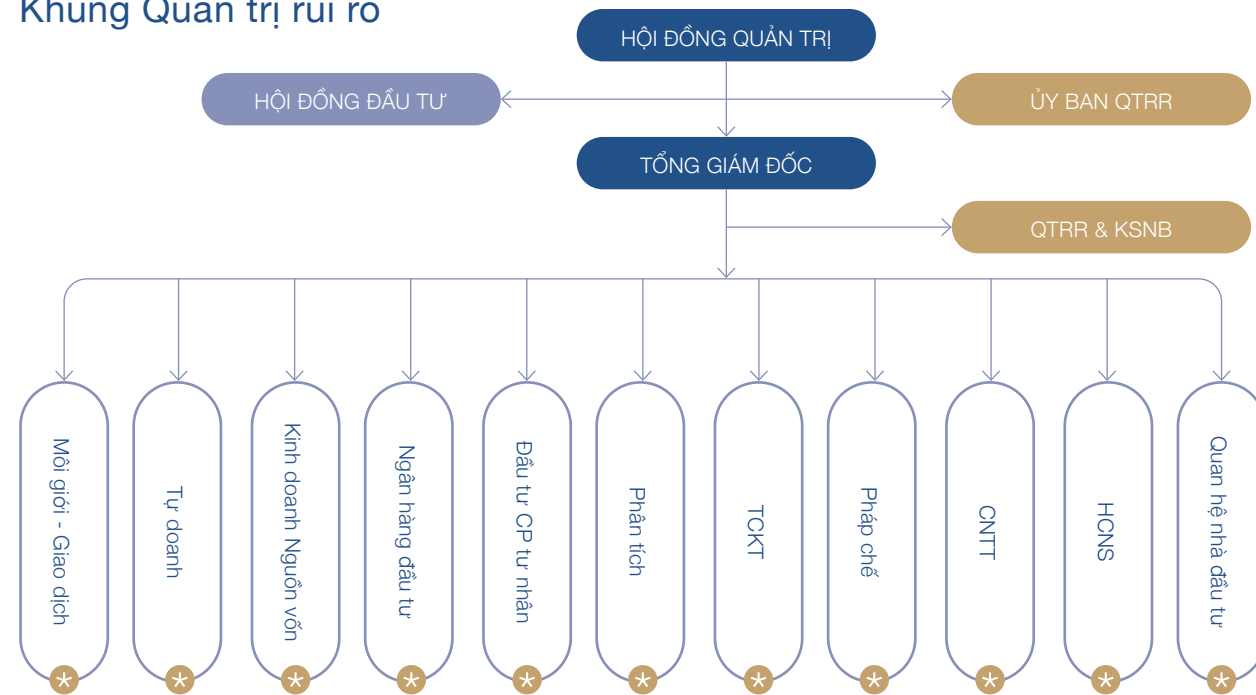 Khung Quản trị rủi ro
HỘI ĐỒNG QUẢN TRỊ
HỘI ĐỒNG ĐẦU TƯ
ỦY BAN QTRR
TỔNG GIÁM ĐỐC
QTRR & KSNB
Môi giới - Giao dịch
Tự doanh
Kinh doanh Nguồn vốn
Ngân hàng đầu tư
Đầu tư CP tư nhân
Phân tích
TCKT
Pháp chế
CNTT
HCNS
Quan hệ nhà đầu tư